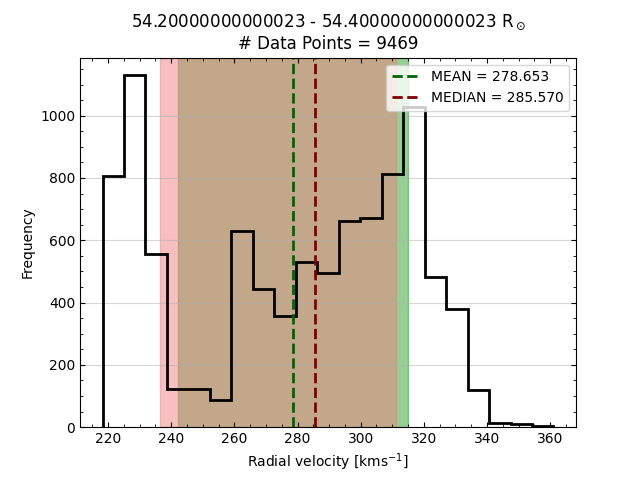 54.20000000000023 - 54.40000000000023 R⊙
# Data Points = 9469
MEAN = 278.653
MEDIAN = 285.570
Frequency
1000
800
600
400
200
0
220 240 260 280 300 320 340 360
Radial velocity [kms⁻¹]